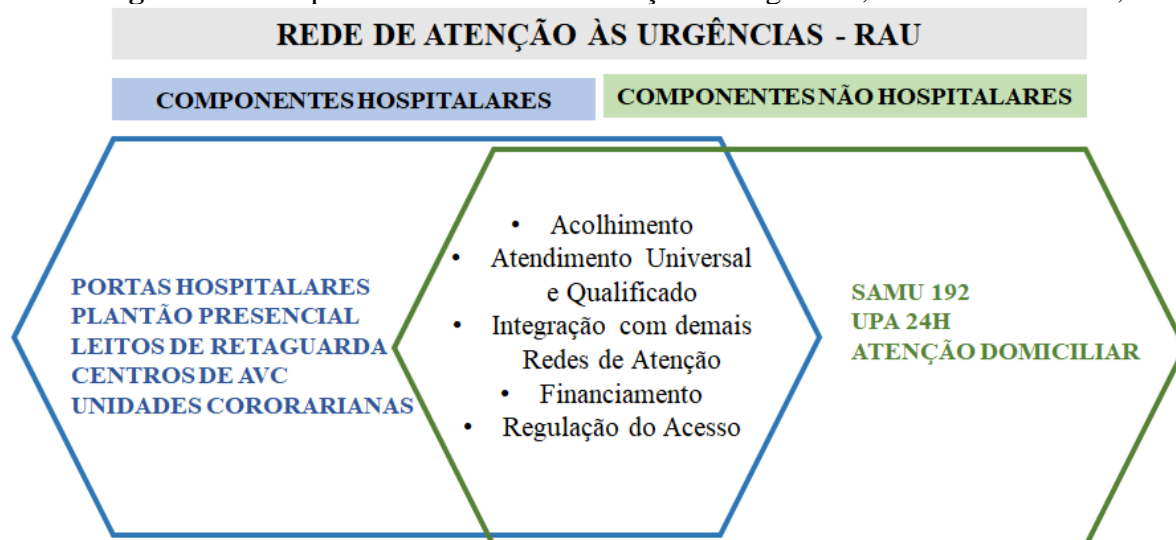 REDE DE ATENÇÃO ÀS URGÊNCIAS - RAU
COMPONENTES HOSPITALARES
COMPONENTES NÃO HOSPITALARES
PORTAS HOSPITALARES
PLANTÃO PRESENCIAL
LEITOS DE RETAGUARDA
CENTROS DE AVC
UNIDADES CORORARIANAS
• Acolhimento
• Atendimento Universal
e Qualificado
• Integração com demais
Redes de Atenção
• Financiamento
• Regulação do Acesso
SAMU 192
UPA 24H
ATENÇÃO DOMICILIAR